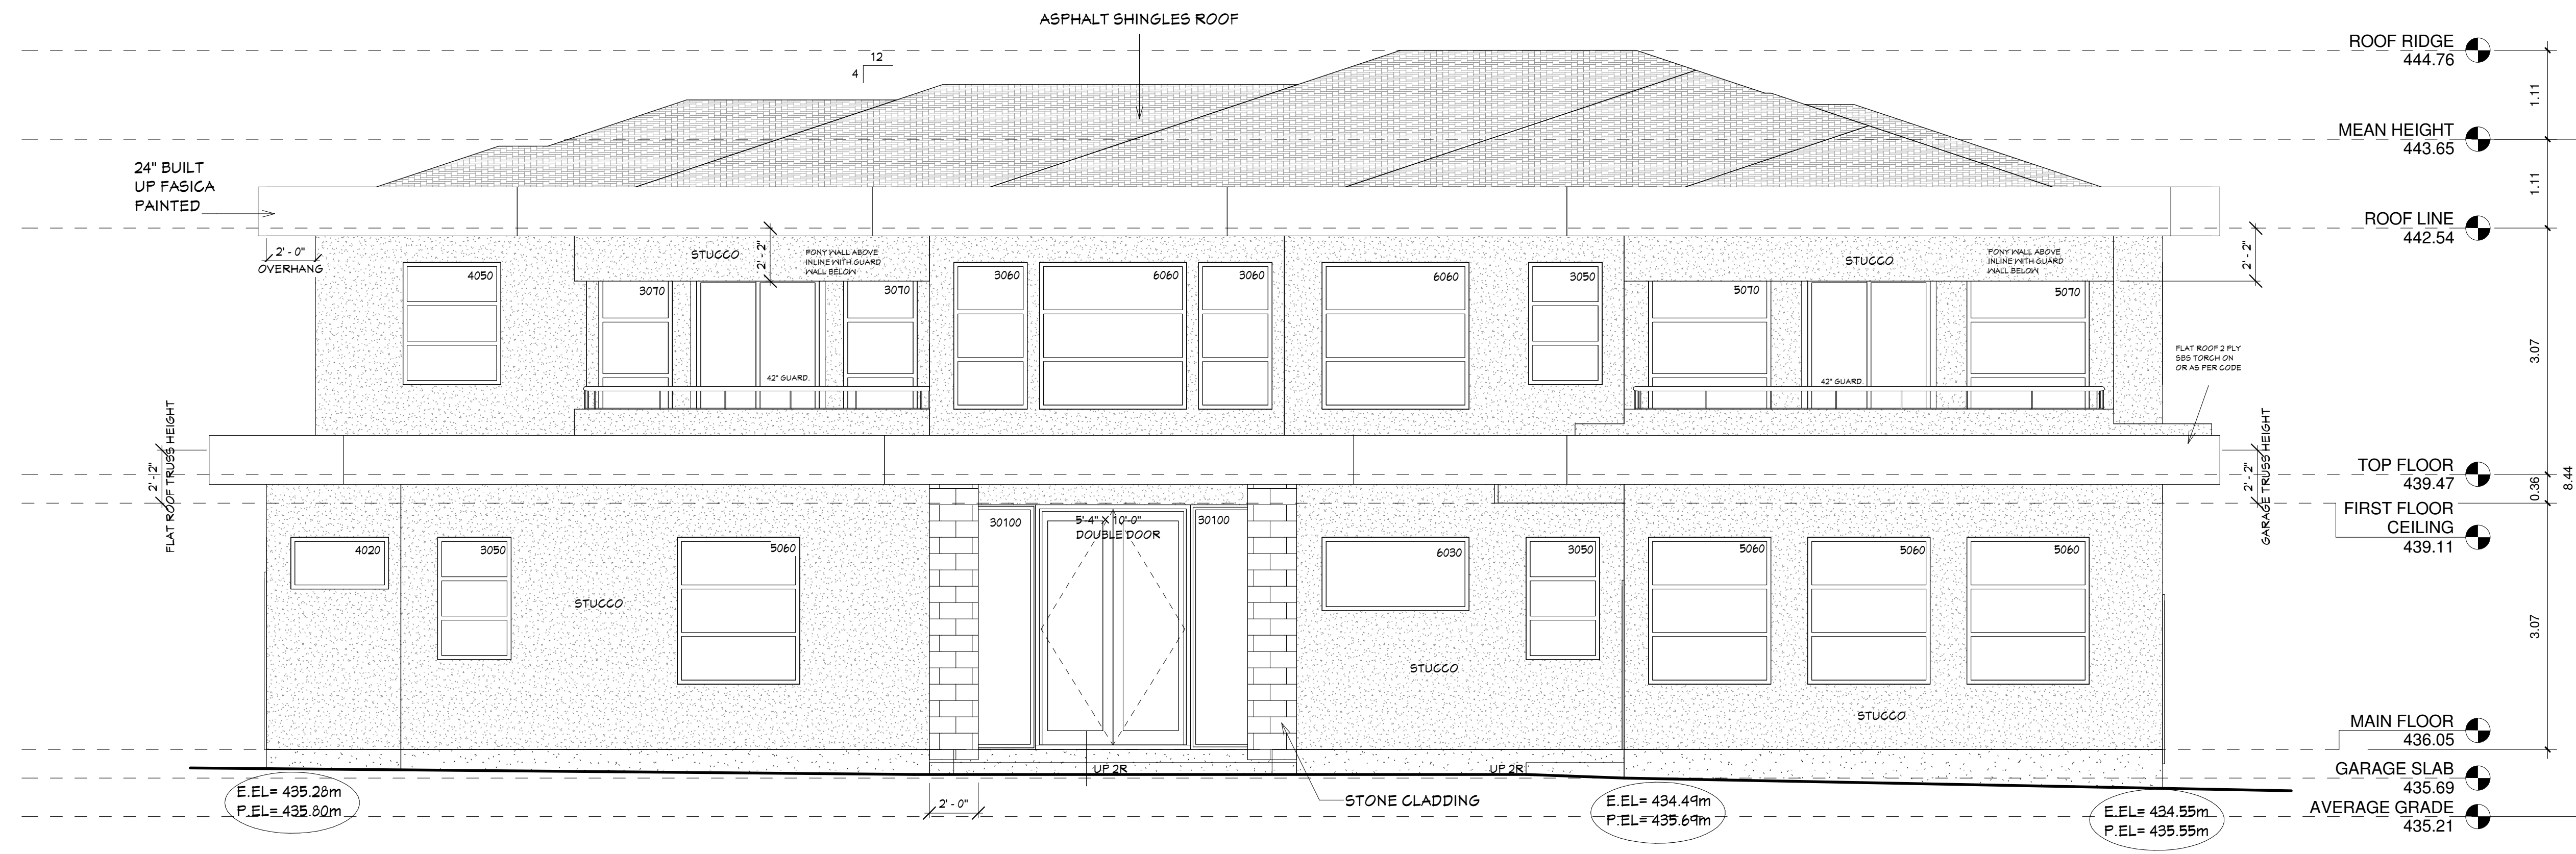 ASPHALT SHINGLES ROOF
12
4
24" BUILT
UP FASICA
PAINTED
2' - 0"
OVERHANG
STUCCO
2' - 2"
PONY WALL ABOVE
INLINE WITH GUARD
WALL BELOW
STUCCO
PONY WALL ABOVE
INLINE WITH GUARD
WALL BELOW
2' - 2"
4050
3070
3070
3060
6060
3060
6060
3050
5070
5070
42" GUARD.
42" GUARD.
FLAT ROOF 2 PLY
SBS TORCH ON
OR AS PER CODE
2' - 2"
FLAT ROOF TRUSS HEIGHT
2' - 2"
GARAGE TRUSS HEIGHT
4020
3050
5060
30100
5'-4" X 10'-0"
DOUBLE DOOR
30100
6030
3050
5060
5060
5060
STUCCO
STUCCO
STUCCO
UP 2R
UP 2R
2' - 0"
STONE CLADDING
E.EL= 435.28m
P.EL= 435.80m
E.EL= 434.49m
P.EL= 435.69m
E.EL= 434.55m
P.EL= 435.55m
ROOF RIDGE
444.76
MEAN HEIGHT
443.65
ROOF LINE
442.54
TOP FLOOR
439.47
FIRST FLOOR
CEILING
439.11
MAIN FLOOR
436.05
GARAGE SLAB
435.69
AVERAGE GRADE
435.21
1.11
1.11
3.07
0.36
3.07
8.44